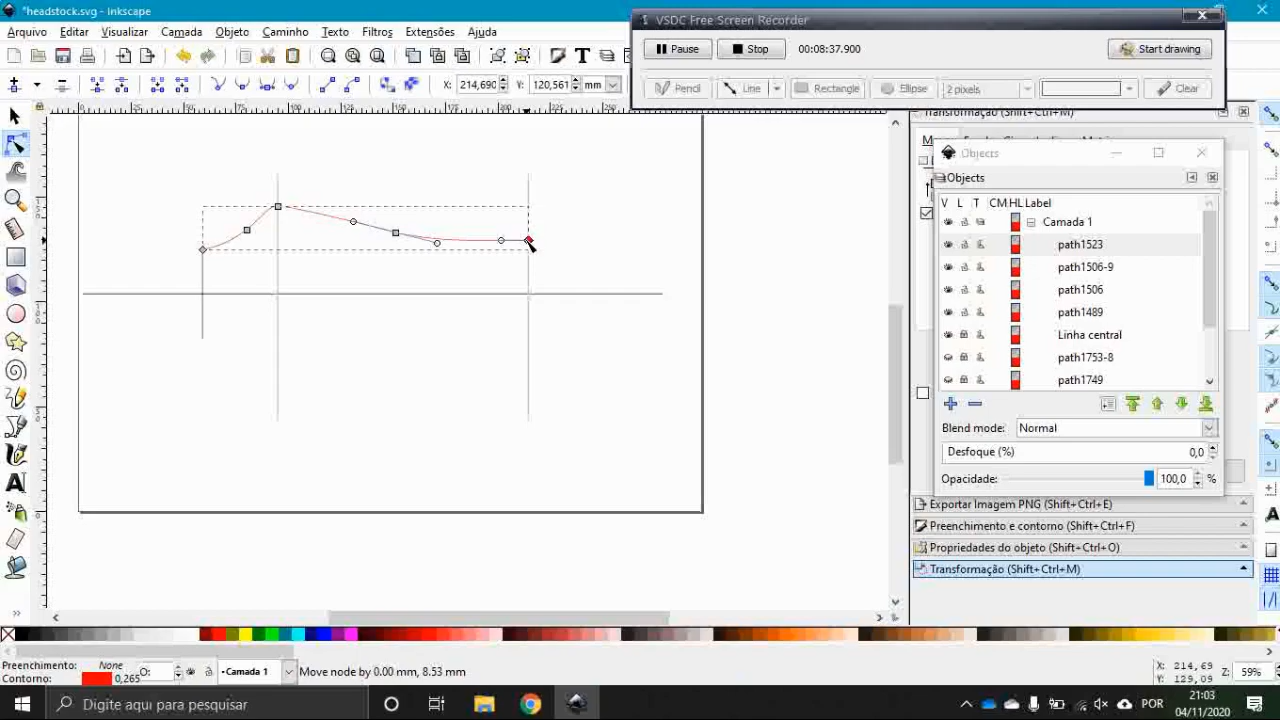 *headstock.svg - Inkscape
Arquivo Editar Visualizar Camada Objeto Caminho Texto Filtros Extensões Ajuda
VSDC Free Screen Recorder
Pause Stop 00:08:37.900 Start drawing
Pencil Line Rectangle Ellipse 2 pixels Clear
X: 214,690 Y: 120,561 mm
Transformação (Shift+Ctrl+M)
Objects
Objects
V L T CM HL Label
Camada 1
path1523
path1506-9
path1506
path1489
Linha central
path1753-8
path1749
Blend mode: Normal
Desfoque (%) 0,0
Opacidade: 100,0 %
Exportar Imagem PNG (Shift+Ctrl+E)
Preenchimento e contorno (Shift+Ctrl+F)
Propriedades do objeto (Shift+Ctrl+O)
Transformação (Shift+Ctrl+M)
Preenchimento: None
Contorno: 0,265 O: Camada 1 Move node by 0.00 mm, 8.53 mm
X: 214,69
Y: 129,09
Z: 59%
Digite aqui para pesquisar
POR
21:03
04/11/2020